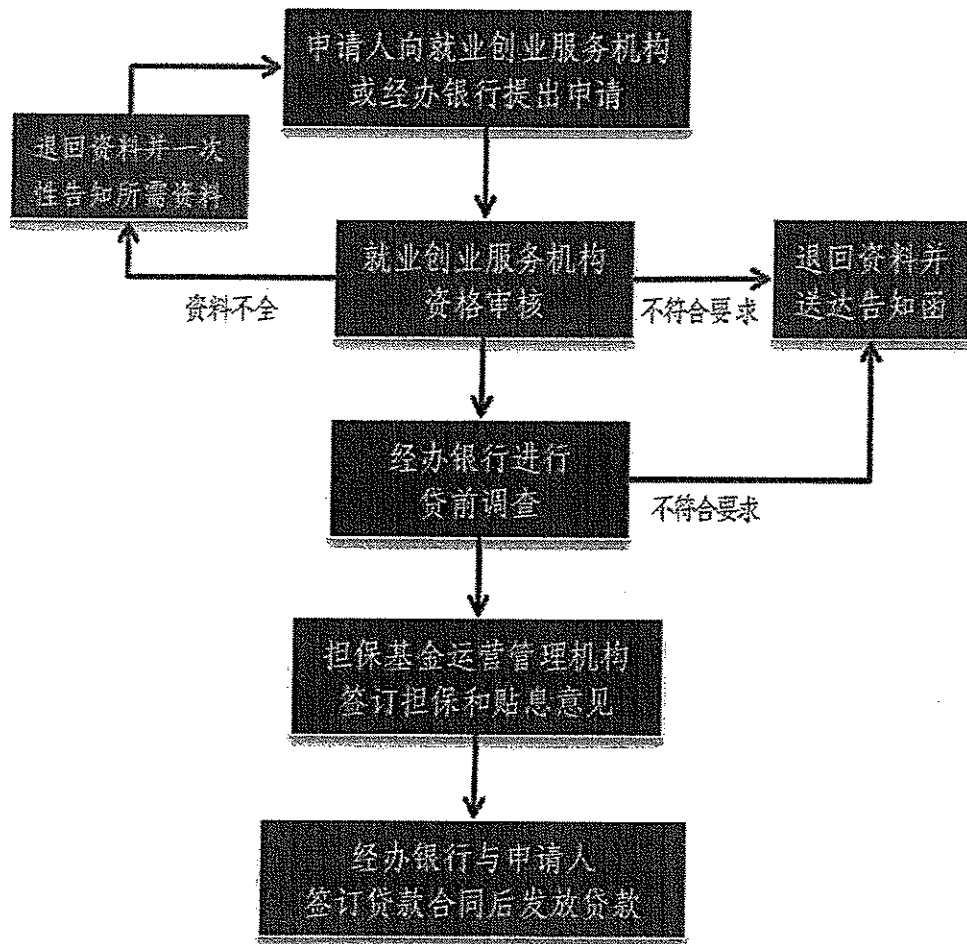 申请人向就业创业服务机构
或经办银行提出申请
退回资料并一次
性告知所需资料
就业创业服务机构
资格审核
退回资料并
送达告知函
资料不全
不符合要求
经办银行进行
贷前调查
不符合要求
担保基金运营管理机构
签订担保和贴息意见
经办银行与申请人
签订贷款合同后发放贷款